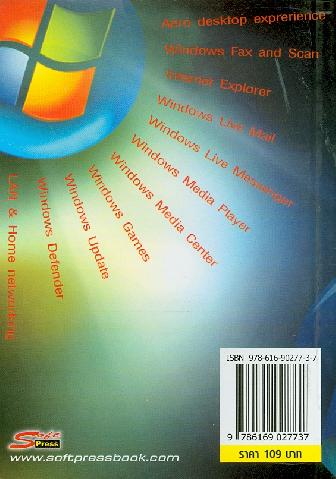 Aero desktop exprerience
Windows Fax and Scan
Internet Explorer
Windows Live Mail
Windows Live Messenger
Windows Media Player
Windows Media Center
Windows Games
Windows Update
Windows Defender
LAN & Home networking
ISBN 978-616-90277-3-7
9 786169 027737
ราคา 109 บาท
Soft
Press
www.softpressbook.com